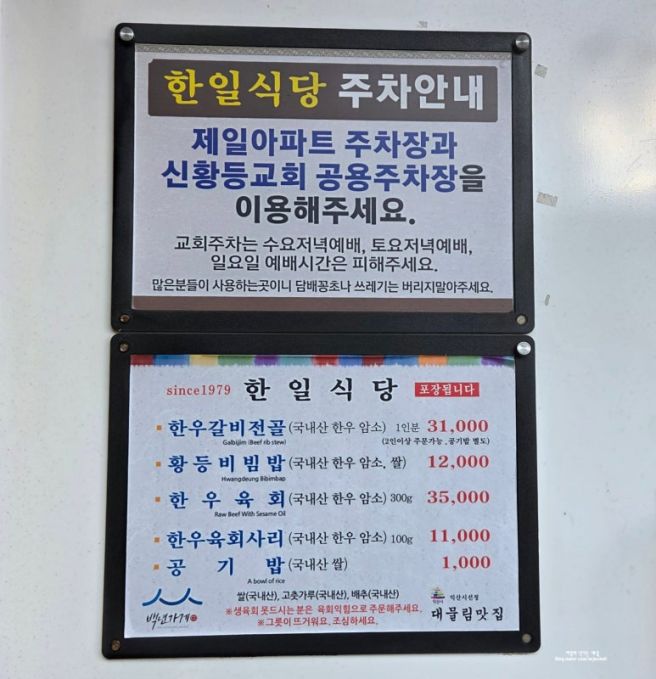 한일식당 주차안내
제일아파트 주차장과
신황등교회 공용주차장을
이용해주세요.
교회주차는 수요저녁예배, 토요저녁예배,
일요일 예배시간은 피해주세요.
많은분들이 사용하는곳이니 담배꽁초나 쓰레기는 버리지말아주세요.
since1979 한일식당 포장됩니다
한우갈비전골 (국내산 한우 암소) 1인분 31,000
Galbijim (Beef rib stew) (2인이상 주문가능, 공기밥 별도)
황등비빔밥 (국내산 한우 암소, 쌀) 12,000
Hwangdeung Bibimbap
한우육회 (국내산 한우 암소) 300g 35,000
Raw Beef With Sesame Oil
한우육회사리 (국내산 한우 암소) 100g 11,000
공기밥 (국내산 쌀) 1,000
A bowl of rice
쌀(국내산), 고춧가루(국내산), 배추(국내산)
※생육회 못드시는분은 육회익힘으로 주문해주세요.
※그릇이 뜨거워요. 조심하세요.
백년가게
익산시선정
대물림맛집